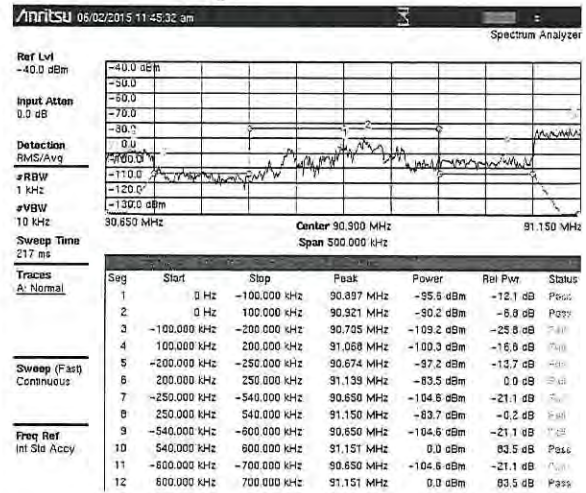 Anritsu 06/02/2015 11:45:32 am
Spectrum Analyzer
Ref Lvl
-40.0 dBm
Input Atten
0.0 dB
Detection
RMS/Avg
#RBW
1 kHz
#VBW
10 kHz
Sweep Time
217 ms
Traces
A: Normal
Sweep (Fast)
Continuous
Freq Ref
Int Std Accy
-40.0 dBm
-50.0
-60.0
-70.0
-80.
-110.0
-120.0
-130.0 dBm
1 2
90.650 MHz Center 90.900 MHz 91.150 MHz
Span 500.000 kHz
Seg Start Stop Peak Power Rel Pwr Status
1 0 Hz -100.000 kHz 90.897 MHz -95.6 dBm -12.1 dB Pass
2 0 Hz 100.000 kHz 90.921 MHz -90.2 dBm -6.8 dB Pass
3 -100.000 kHz -200.000 kHz 90.705 MHz -109.2 dBm -25.8 dB Fail
4 100.000 kHz 200.000 kHz 91.068 MHz -100.3 dBm -16.8 dB
5 -200.000 kHz -250.000 kHz 90.674 MHz -97.2 dBm -13.7 dB
6 200.000 kHz 250.000 kHz 91.139 MHz -83.5 dBm 0.0 dB
7 -250.000 kHz -540.000 kHz 90.650 MHz -104.6 dBm -21.1 dB
8 250.000 kHz 540.000 kHz 91.150 MHz -83.7 dBm -0.2 dB
9 -540.000 kHz -600.000 kHz 90.650 MHz -104.6 dBm -21.1 dB
10 540.000 kHz 600.000 kHz 91.151 MHz 0.0 dBm 83.5 dB Pass
11 -600.000 kHz -700.000 kHz 90.650 MHz -104.6 dBm -21.1 dB
12 600.000 kHz 700.000 kHz 91.151 MHz 0.0 dBm 83.5 dB Pass